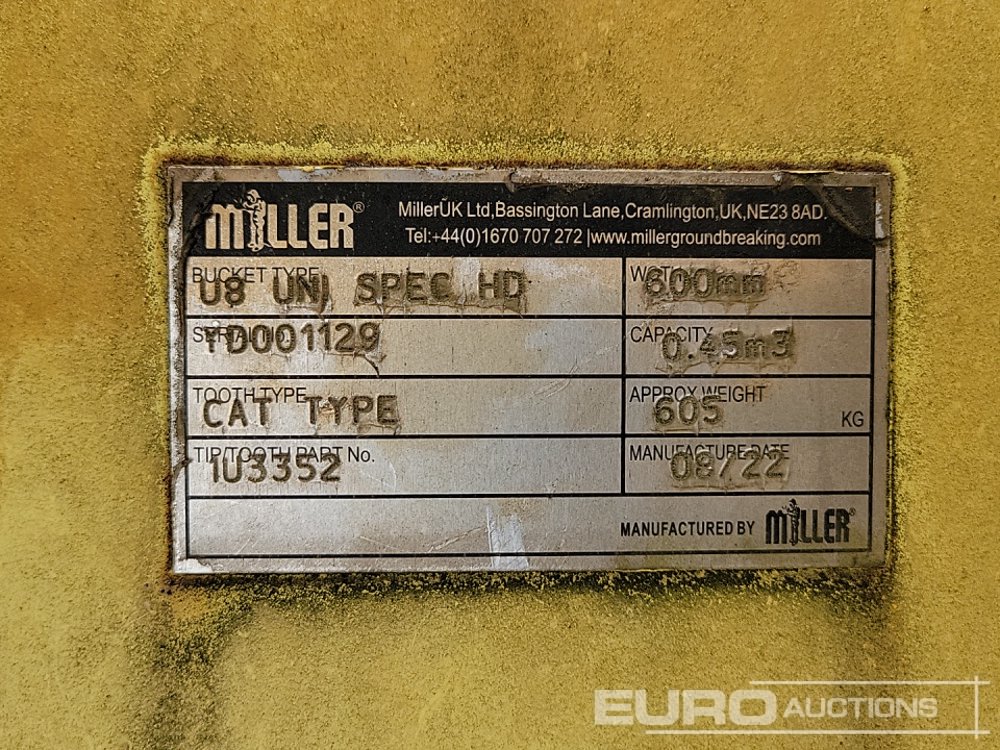 MILLER®
MillerUK Ltd,Bassington Lane,Cramlington,UK,NE23 8AD.
Tel:+44(0)1670 707 272 |www.millergroundbreaking.com
BUCKET TYPE
U8 UNI SPEC HD
600mm
TD001129
CAPACITY
0.45m3
TOOTH TYPE
CAT TYPE
APPROX WEIGHT
605
KG
TIP/TOOTH PART No.
1U3352
MANUFACTURE DATE
08/22
MANUFACTURED BY MILLER®
EURO AUCTIONS